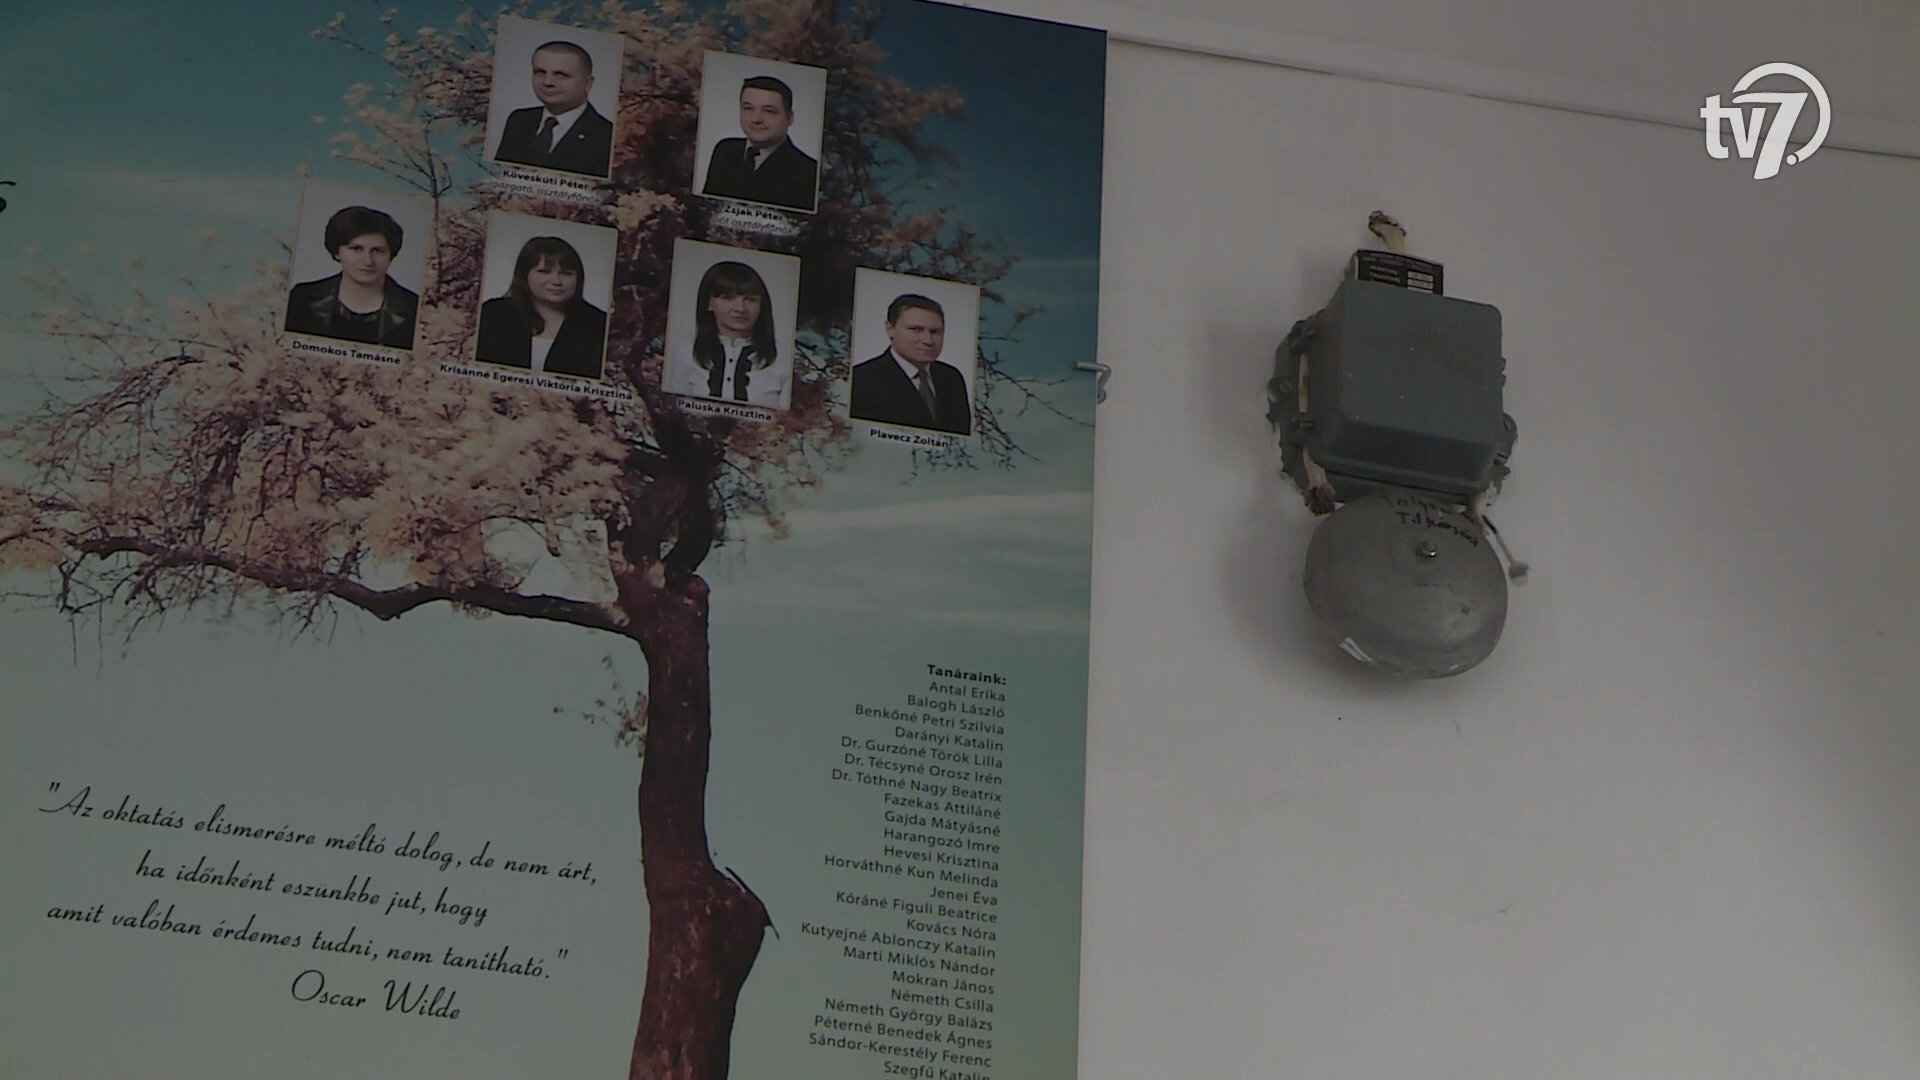 tv7
Köveskúti Péter
igazgató, osztályfőnök
Zsjak Péter
osztályfőnök
Domokos Tamásné
Krisánné Egeresi Viktória Krisztina
Paluska Krisztina
Plavecz Zoltán
Tanáraink:
Antal Erika
Balogh László
Benkőné Petri Szilvia
Darányi Katalin
Dr. Gurzóné Török Lilla
Dr. Técsyné Orosz Irén
Dr. Tóthné Nagy Beatrix
Fazekas Attiláné
Gajda Mátyásné
Harangozó Imre
Hevesi Krisztina
Horváthné Kun Melinda
Jenei Éva
Kóráné Figuli Beatrice
Kovács Nóra
Kutyejné Ablonczy Katalin
Marti Miklós Nándor
Mokran János
Németh Csilla
Németh György Balázs
Péterné Benedek Ágnes
Sándor-Kerestély Ferenc
Szegfű Katalin
"Az oktatás elismerésre méltó dolog, de nem árt,
ha időnként eszünkbe jut, hogy
amit valóban érdemes tudni, nem tanítható."
Oscar Wilde